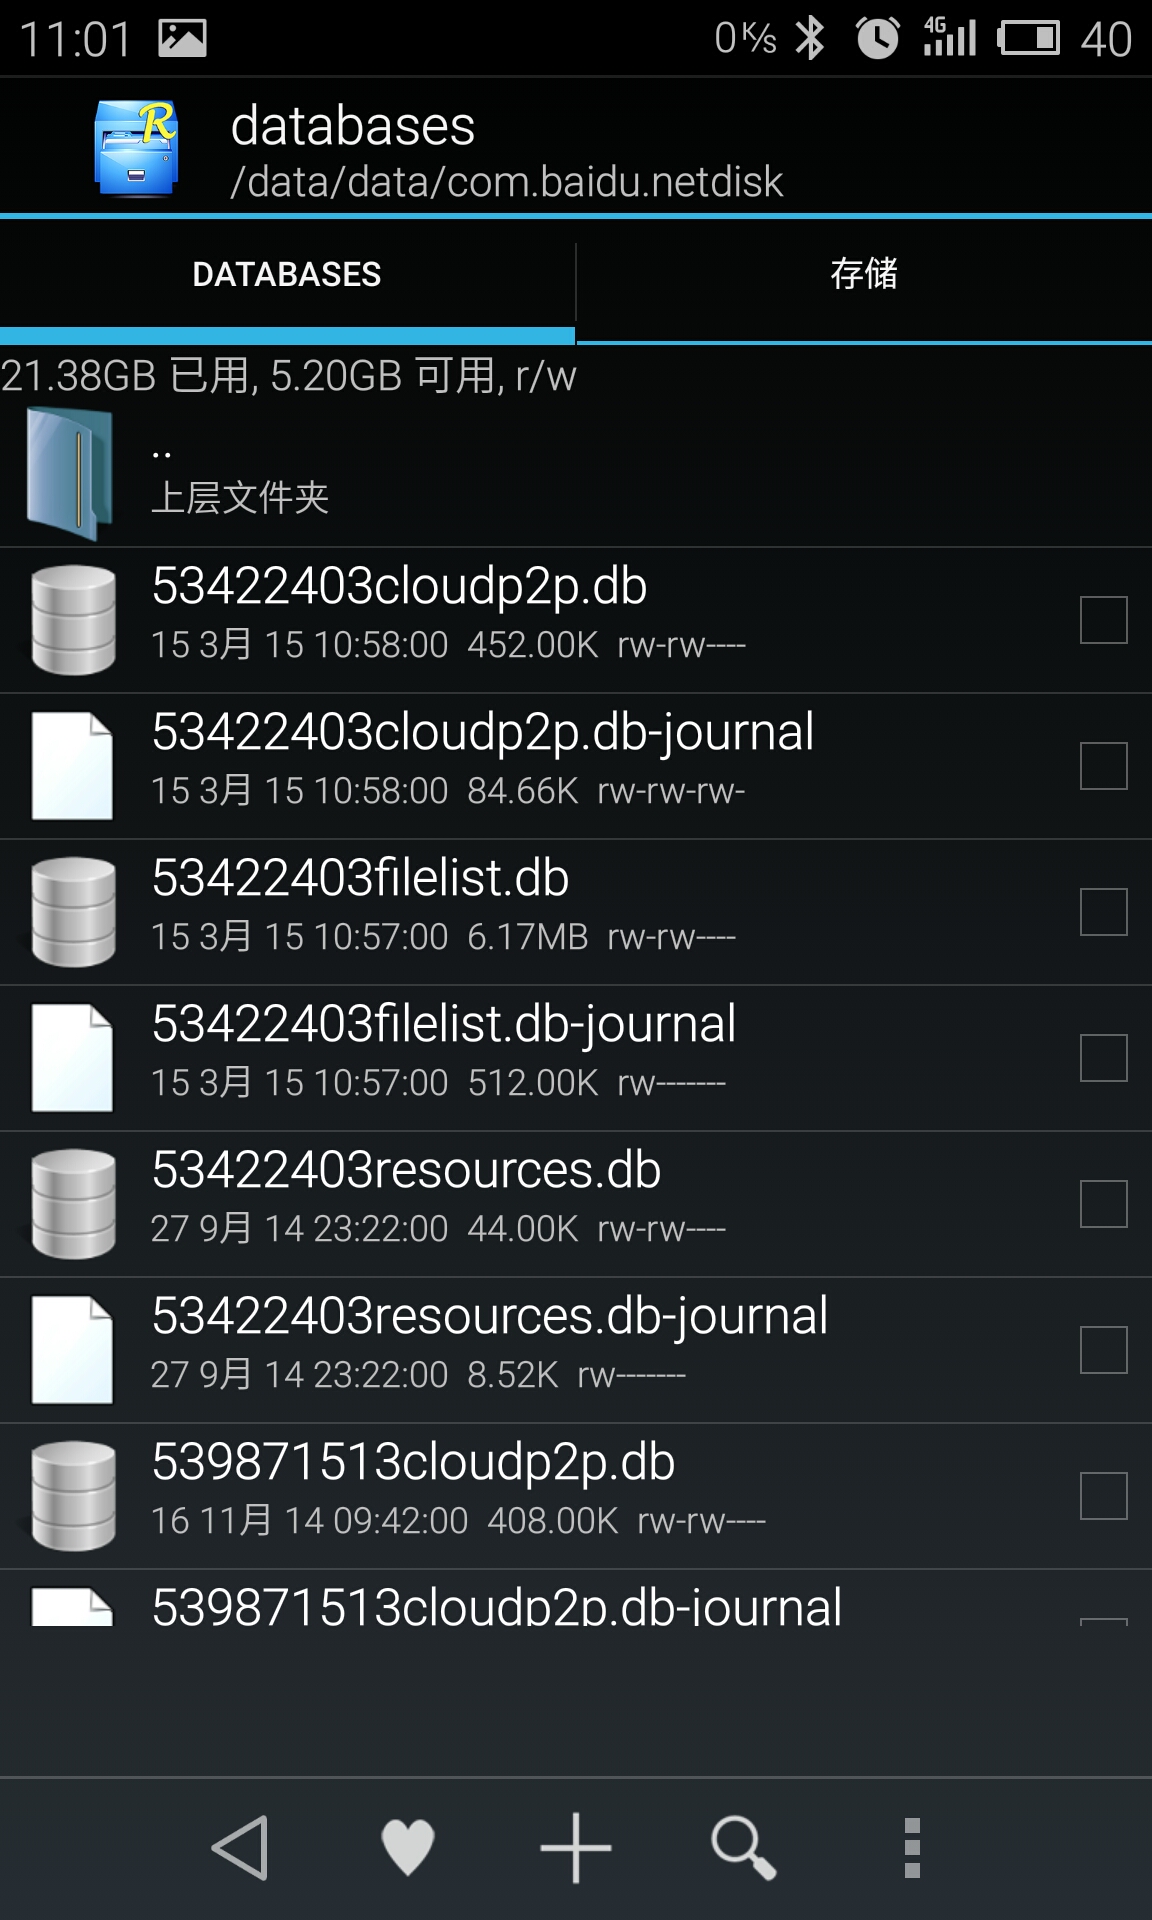 11:01 0 K/s 4G 40
R
databases
/data/data/com.baidu.netdisk
DATABASES 存储
21.38GB 已用, 5.20GB 可用, r/w
..
上层文件夹
53422403cloudp2p.db
15 3月 15 10:58:00 452.00K rw-rw----
53422403cloudp2p.db-journal
15 3月 15 10:58:00 84.66K rw-rw-rw-
53422403filelist.db
15 3月 15 10:57:00 6.17MB rw-rw----
53422403filelist.db-journal
15 3月 15 10:57:00 512.00K rw-------
53422403resources.db
27 9月 14 23:22:00 44.00K rw-rw----
53422403resources.db-journal
27 9月 14 23:22:00 8.52K rw-------
539871513cloudp2p.db
16 11月 14 09:42:00 408.00K rw-rw----
539871513cloudp2p.db-journal